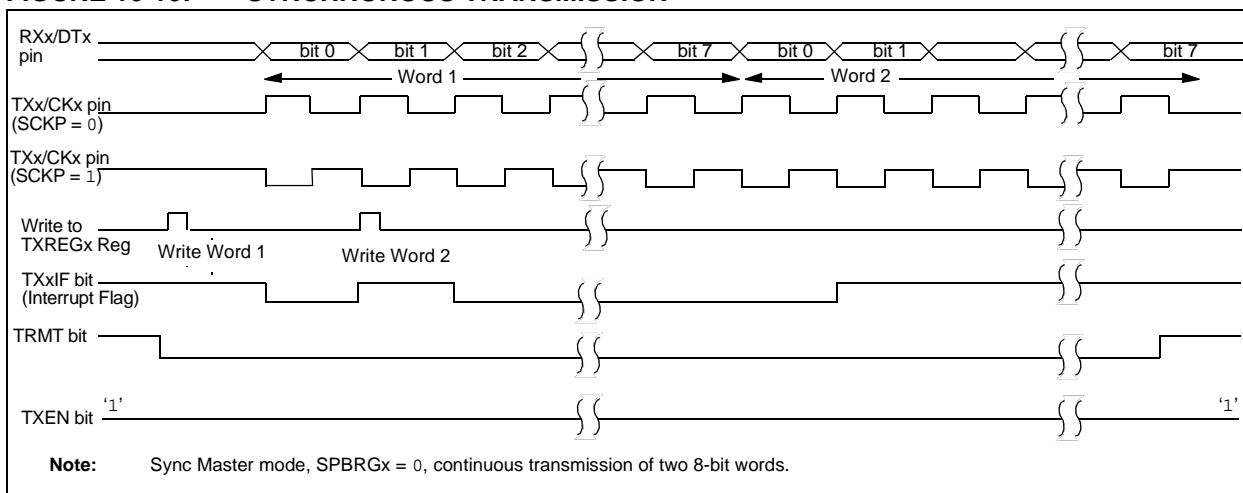 RXx/DTx
pin
bit 0 bit 1 bit 2 bit 7 bit 0 bit 1 bit 7
Word 1 Word 2
TXx/CKx pin
(SCKP = 0)
TXx/CKx pin
(SCKP = 1)
Write to
TXREGx Reg
Write Word 1 Write Word 2
TXxIF bit
(Interrupt Flag)
TRMT bit
TXEN bit '1' '1'
Note: Sync Master mode, SPBRGx = 0, continuous transmission of two 8-bit words.